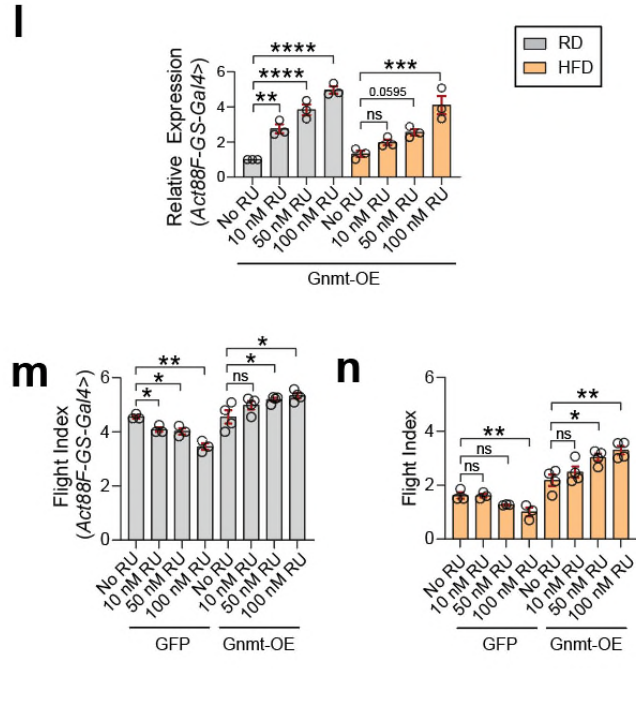 l
RD
HFD
Relative Expression
(Act88F-GS-Gal4>)
6
4
2
0
****
****
**
***
0.0595
ns
No RU
10 nM RU
50 nM RU
100 nM RU
No RU
10 nM RU
50 nM RU
100 nM RU
Gnmt-OE
m
Flight Index
(Act88F-GS-Gal4>)
6
4
2
0
**
*
*
*
*
ns
No RU
10 nM RU
50 nM RU
100 nM RU
No RU
10 nM RU
50 nM RU
100 nM RU
GFP
Gnmt-OE
n
Flight Index
6
4
2
0
**
ns
ns
**
*
ns
No RU
10 nM RU
50 nM RU
100 nM RU
No RU
10 nM RU
50 nM RU
100 nM RU
GFP
Gnmt-OE